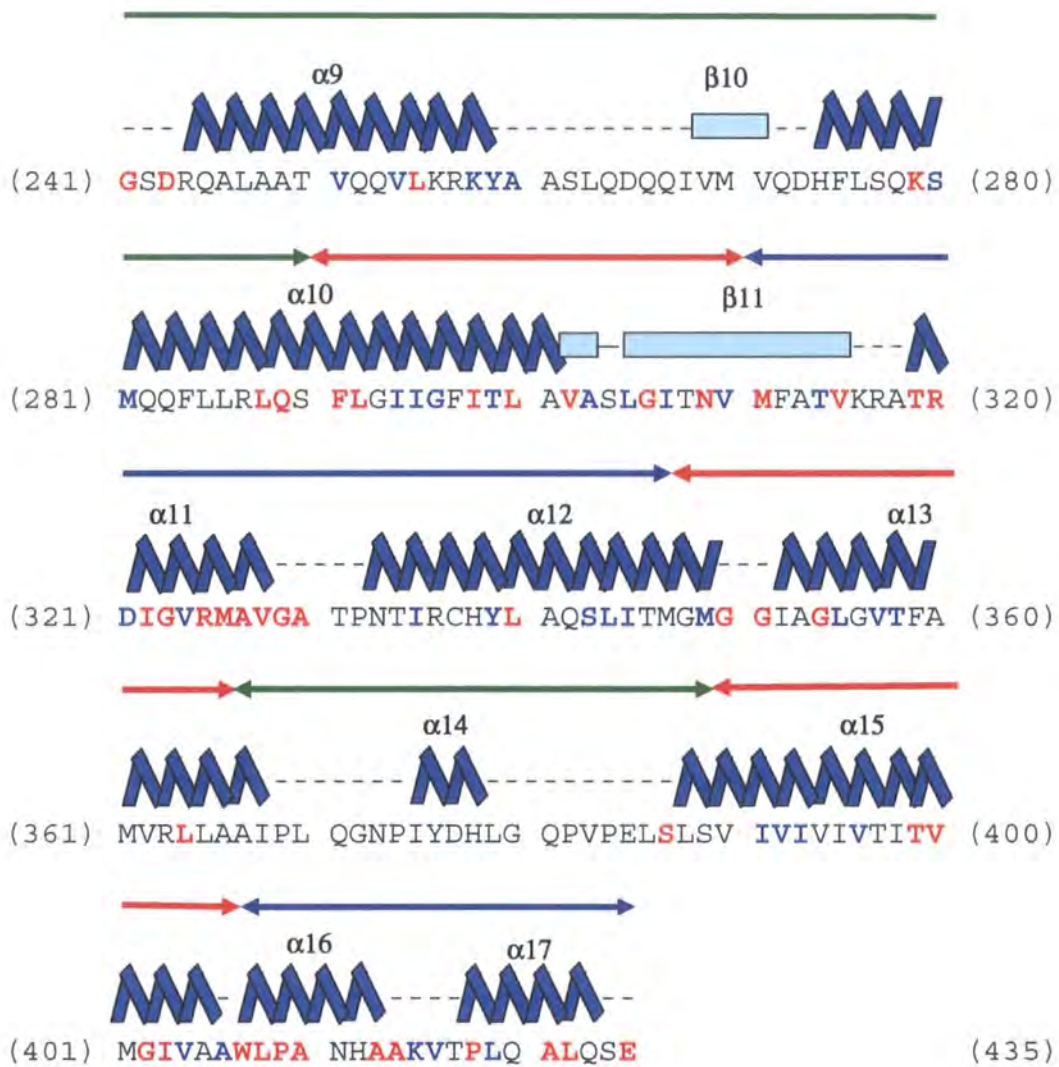 α9 β10
(241) GSDRQALAAT VQQVLKRKYA ASLQDQQIVM VQDHFLSQKS (280)
α10 β11
(281) MQQFLLRLQS FLGIIGFITL AVASLGITNV MFATVKRATR (320)
α11 α12 α13
(321) DIGVRMAVGA TPNTIRCHYL AQSLITMGMG GIAGLGVTFA (360)
α14 α15
(361) MVRLLAAIPL QGNPIYDHLG QPVPELSLSV IVIVIVTITV (400)
α16 α17
(401) MGIVAAWLPA NHAAKVTPLQ ALQSE (435)